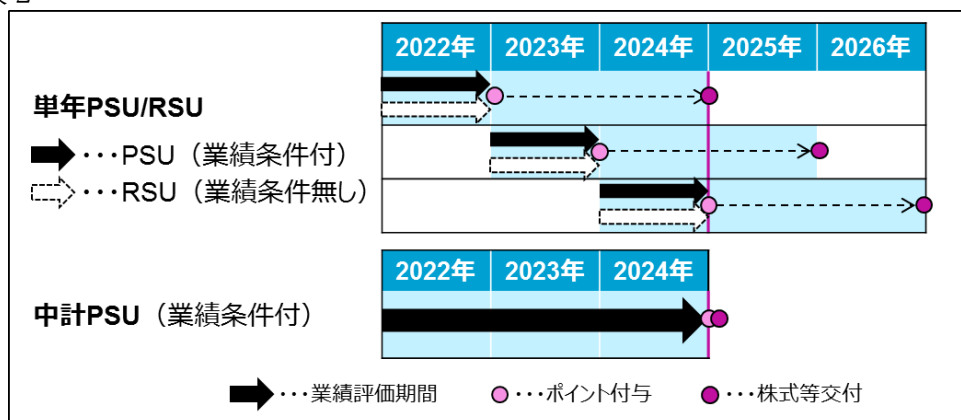 2022年 2023年 2024年 2025年 2026年
単年PSU/RSU
・・・PSU（業績条件付）
・・・RSU（業績条件無し）
2022年 2023年 2024年
中計PSU（業績条件付）
・・・業績評価期間 ・・・ポイント付与 ・・・株式等交付